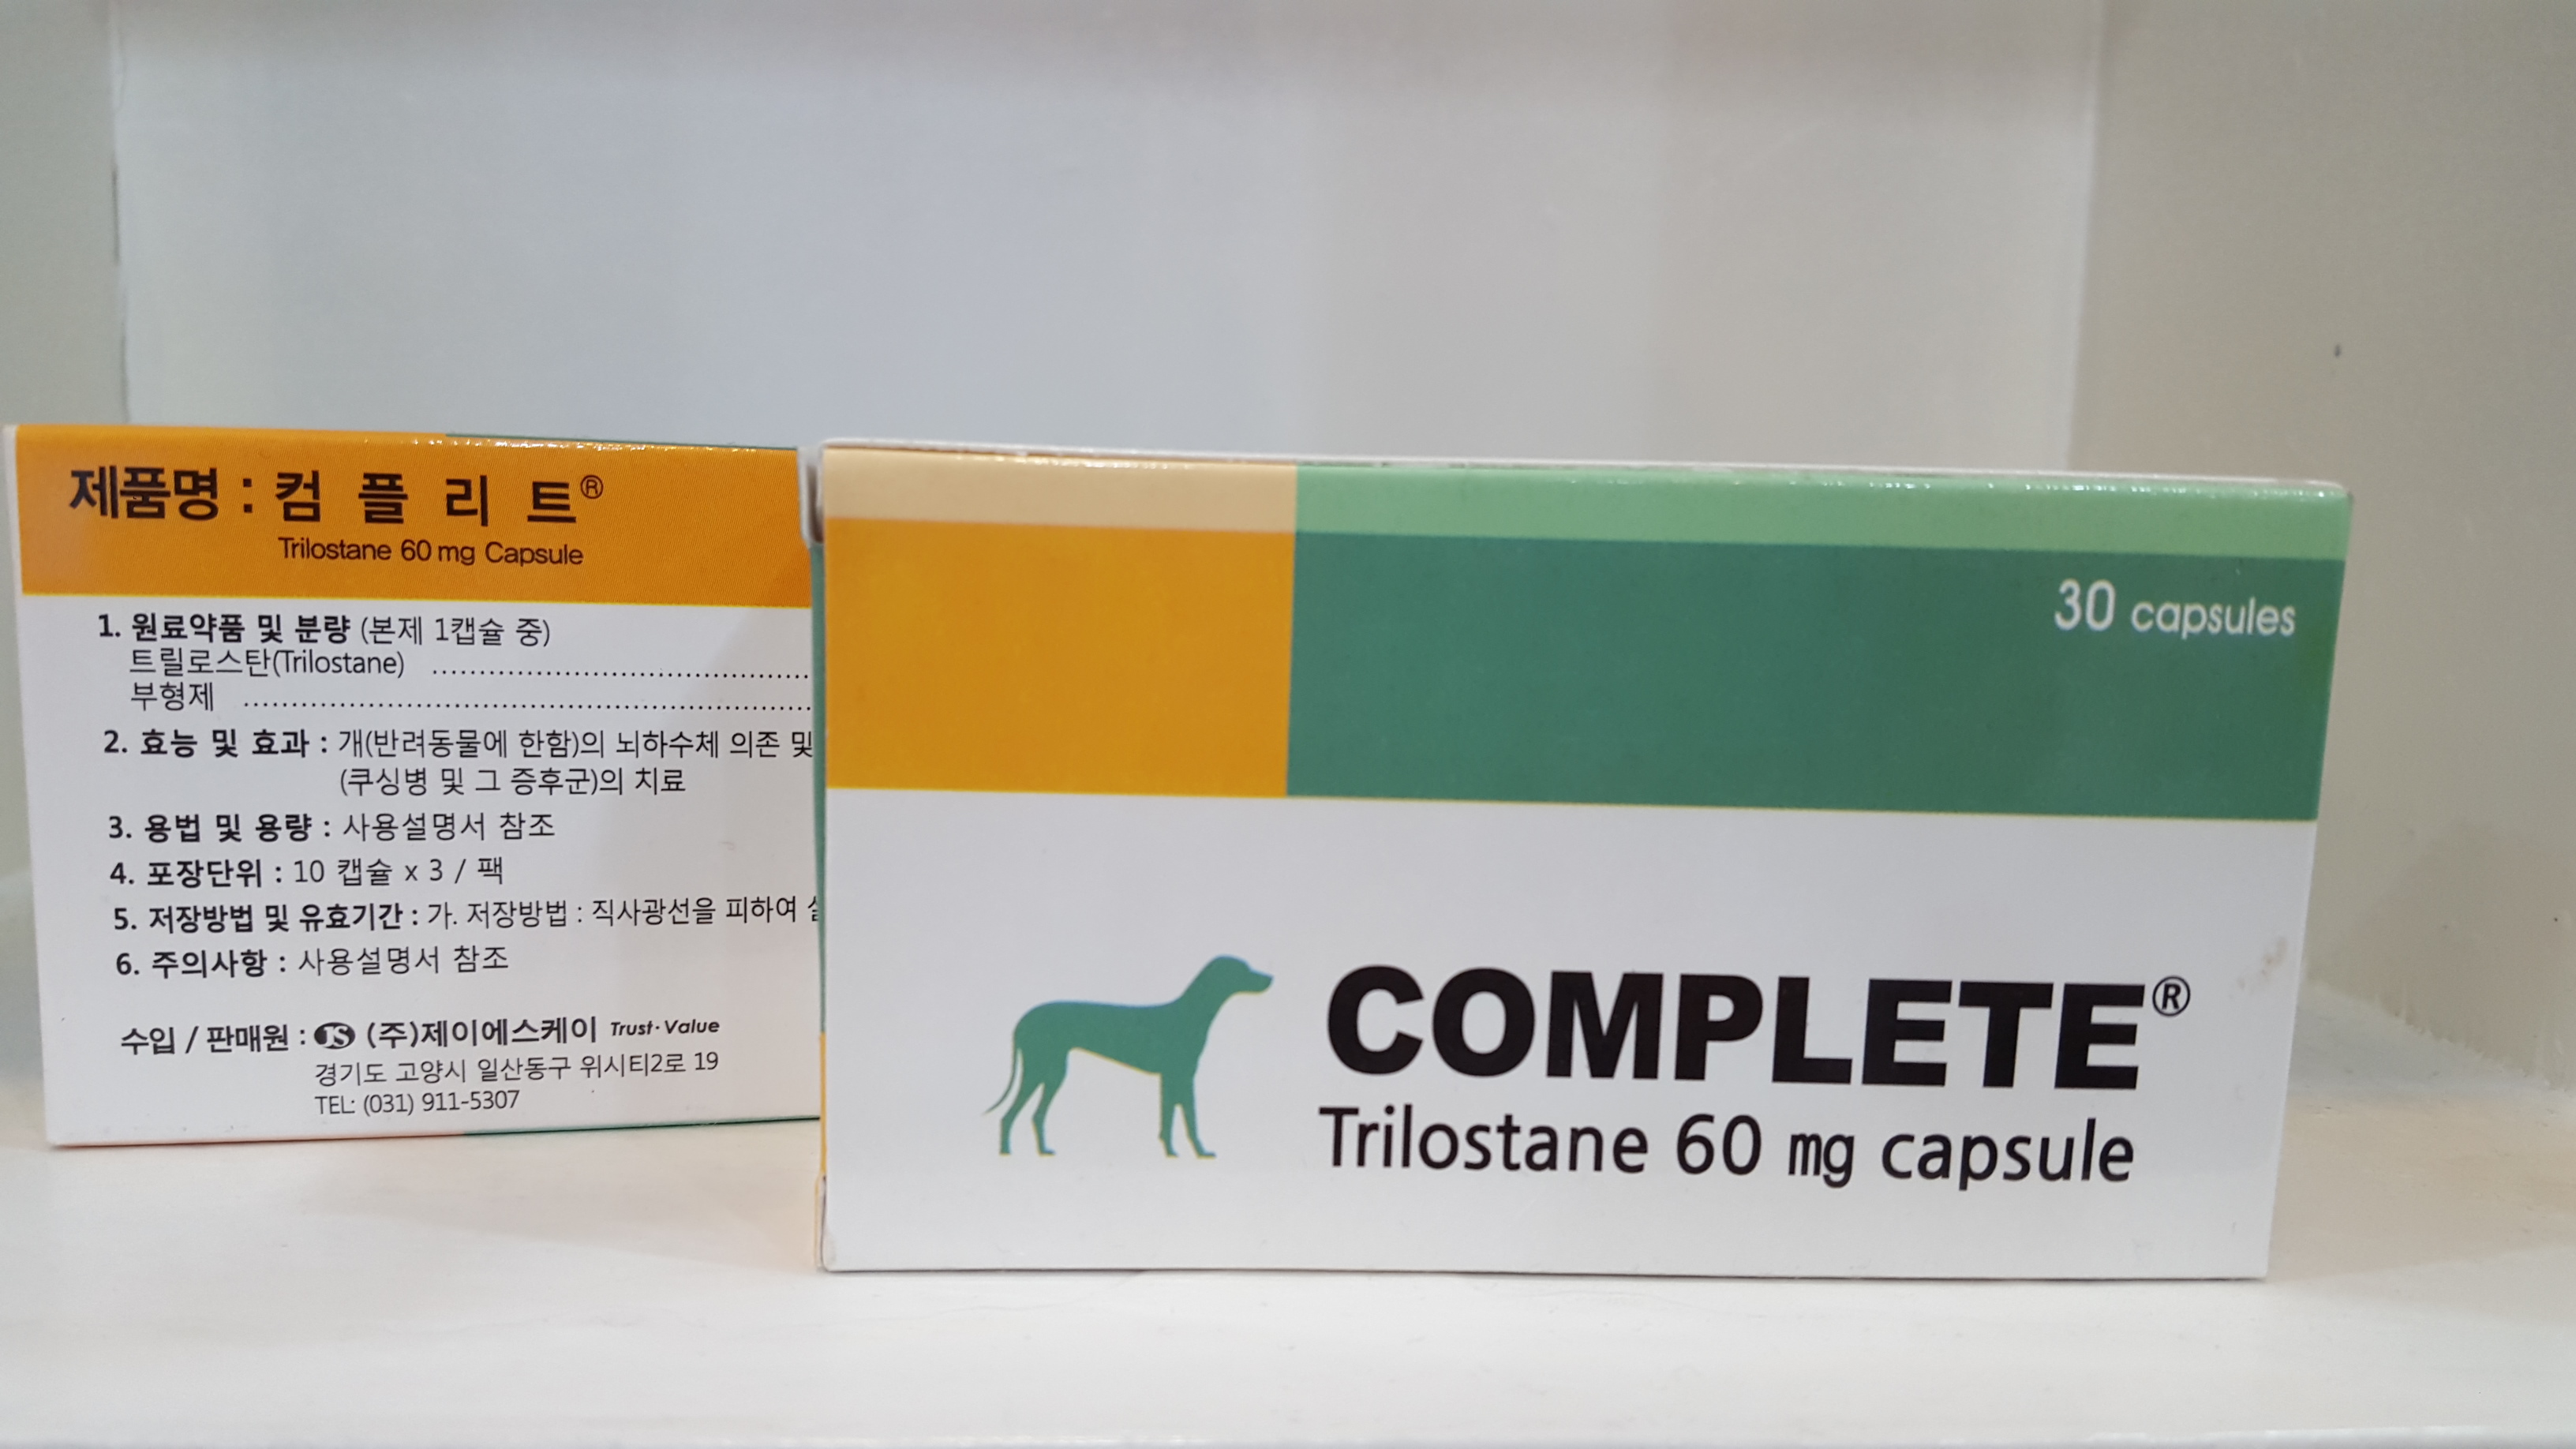 제품명 : 컴 플 리 트®
Trilostane 60 mg Capsule
1. 원료약품 및 분량 (본제 1캡슐 중)
트릴로스탄(Trilostane) ........................................
부형제 ........................................................
2. 효능 및 효과 : 개(반려동물에 한함)의 뇌하수체 의존 및
(쿠싱병 및 그 증후군)의 치료
3. 용법 및 용량 : 사용설명서 참조
4. 포장단위 : 10 캡슐 x 3 / 팩
5. 저장방법 및 유효기간 : 가. 저장방법 : 직사광선을 피하여
6. 주의사항 : 사용설명서 참조
수입 / 판매원 : JS (주)제이에스케이 Trust·Value
경기도 고양시 일산동구 위시티2로 19
TEL: (031) 911-5307
30 capsules
COMPLETE®
Trilostane 60 mg capsule